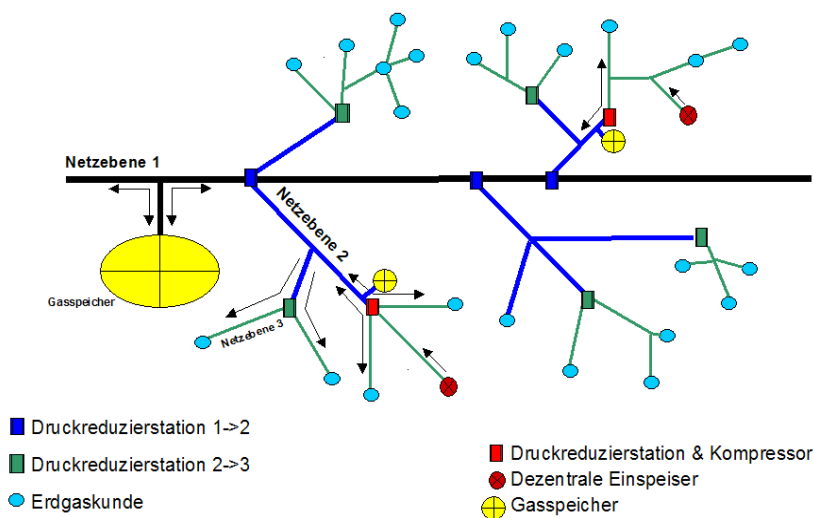 Netzebene 1
Netzebene 2
Gasspeicher
Netzebene 3
Druckreduzierstation 1->2
Druckreduzierstation 2->3
Erdgaskunde
Druckreduzierstation & Kompressor
Dezentrale Einspeiser
Gasspeicher